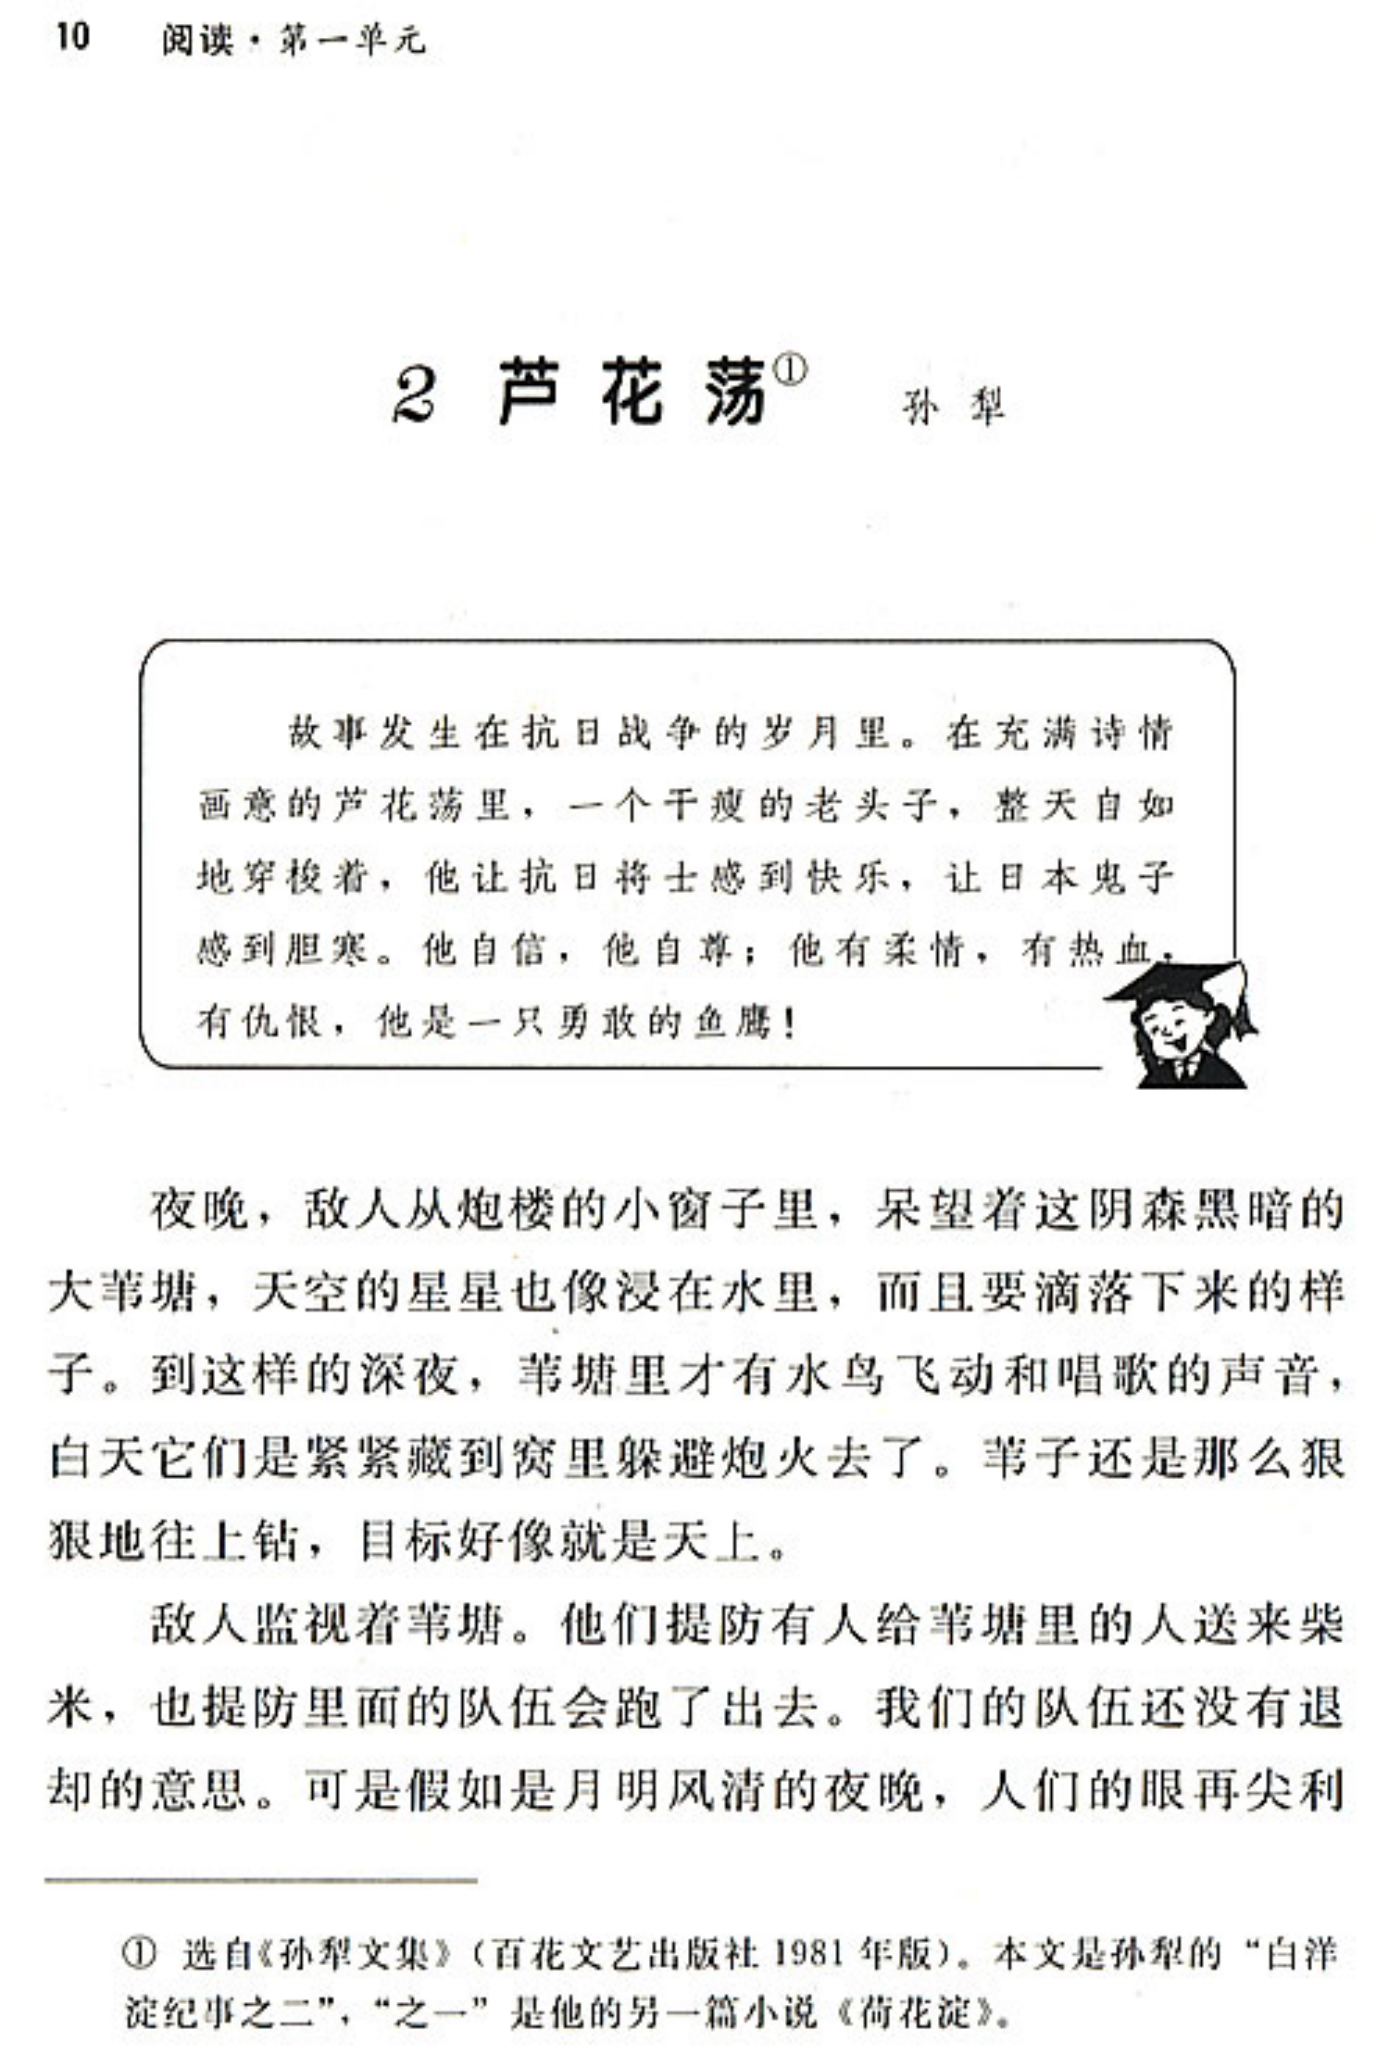 10 阅读·第一单元
2 芦花荡① 孙犁
故事发生在抗日战争的岁月里。在充满诗情
画意的芦花荡里，一个干瘦的老头子，整天自如
地穿梭着，他让抗日将士感到快乐，让日本鬼子
感到胆寒。他自信，他自尊；他有柔情，有热血，
有仇恨，他是一只勇敢的鱼鹰！
夜晚，敌人从炮楼的小窗子里，呆望着这阴森黑暗的
大苇塘，天空的星星也像浸在水里，而且要滴落下来的样
子。到这样的深夜，苇塘里才有水鸟飞动和唱歌的声音，
白天它们是紧紧藏到窝里躲避炮火去了。苇子还是那么狠
狠地往上钻，目标好像就是天上。
敌人监视着苇塘。他们提防有人给苇塘里的人送来柴
米，也提防里面的队伍会跑了出去。我们的队伍还没有退
却的意思。可是假如是月明风清的夜晚，人们的眼再尖利
① 选自《孙犁文集》（百花文艺出版社 1981 年版）。本文是孙犁的“白洋
淀纪事之二”，“之一”是他的另一篇小说《荷花淀》。